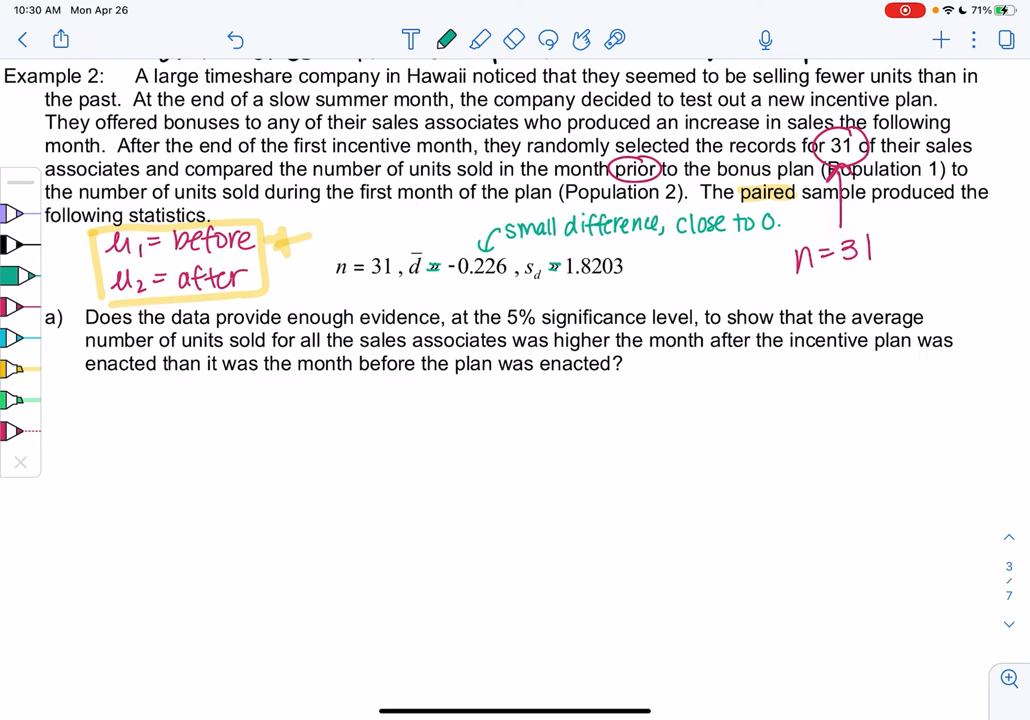 10:30 AM Mon Apr 26
71%
Example 2: A large timeshare company in Hawaii noticed that they seemed to be selling fewer units than in
the past. At the end of a slow summer month, the company decided to test out a new incentive plan.
They offered bonuses to any of their sales associates who produced an increase in sales the following
month. After the end of the first incentive month, they randomly selected the records for 31 of their sales
associates and compared the number of units sold in the month prior to the bonus plan (Population 1) to
the number of units sold during the first month of the plan (Population 2). The paired sample produced the
following statistics.
μ₁ = before
μ₂ = after
small difference, close to 0.
n = 31
n = 31 , d̄ ≈ -0.226 , s_d ≈ 1.8203
a) Does the data provide enough evidence, at the 5% significance level, to show that the average
number of units sold for all the sales associates was higher the month after the incentive plan was
enacted than it was the month before the plan was enacted?
3
/
7